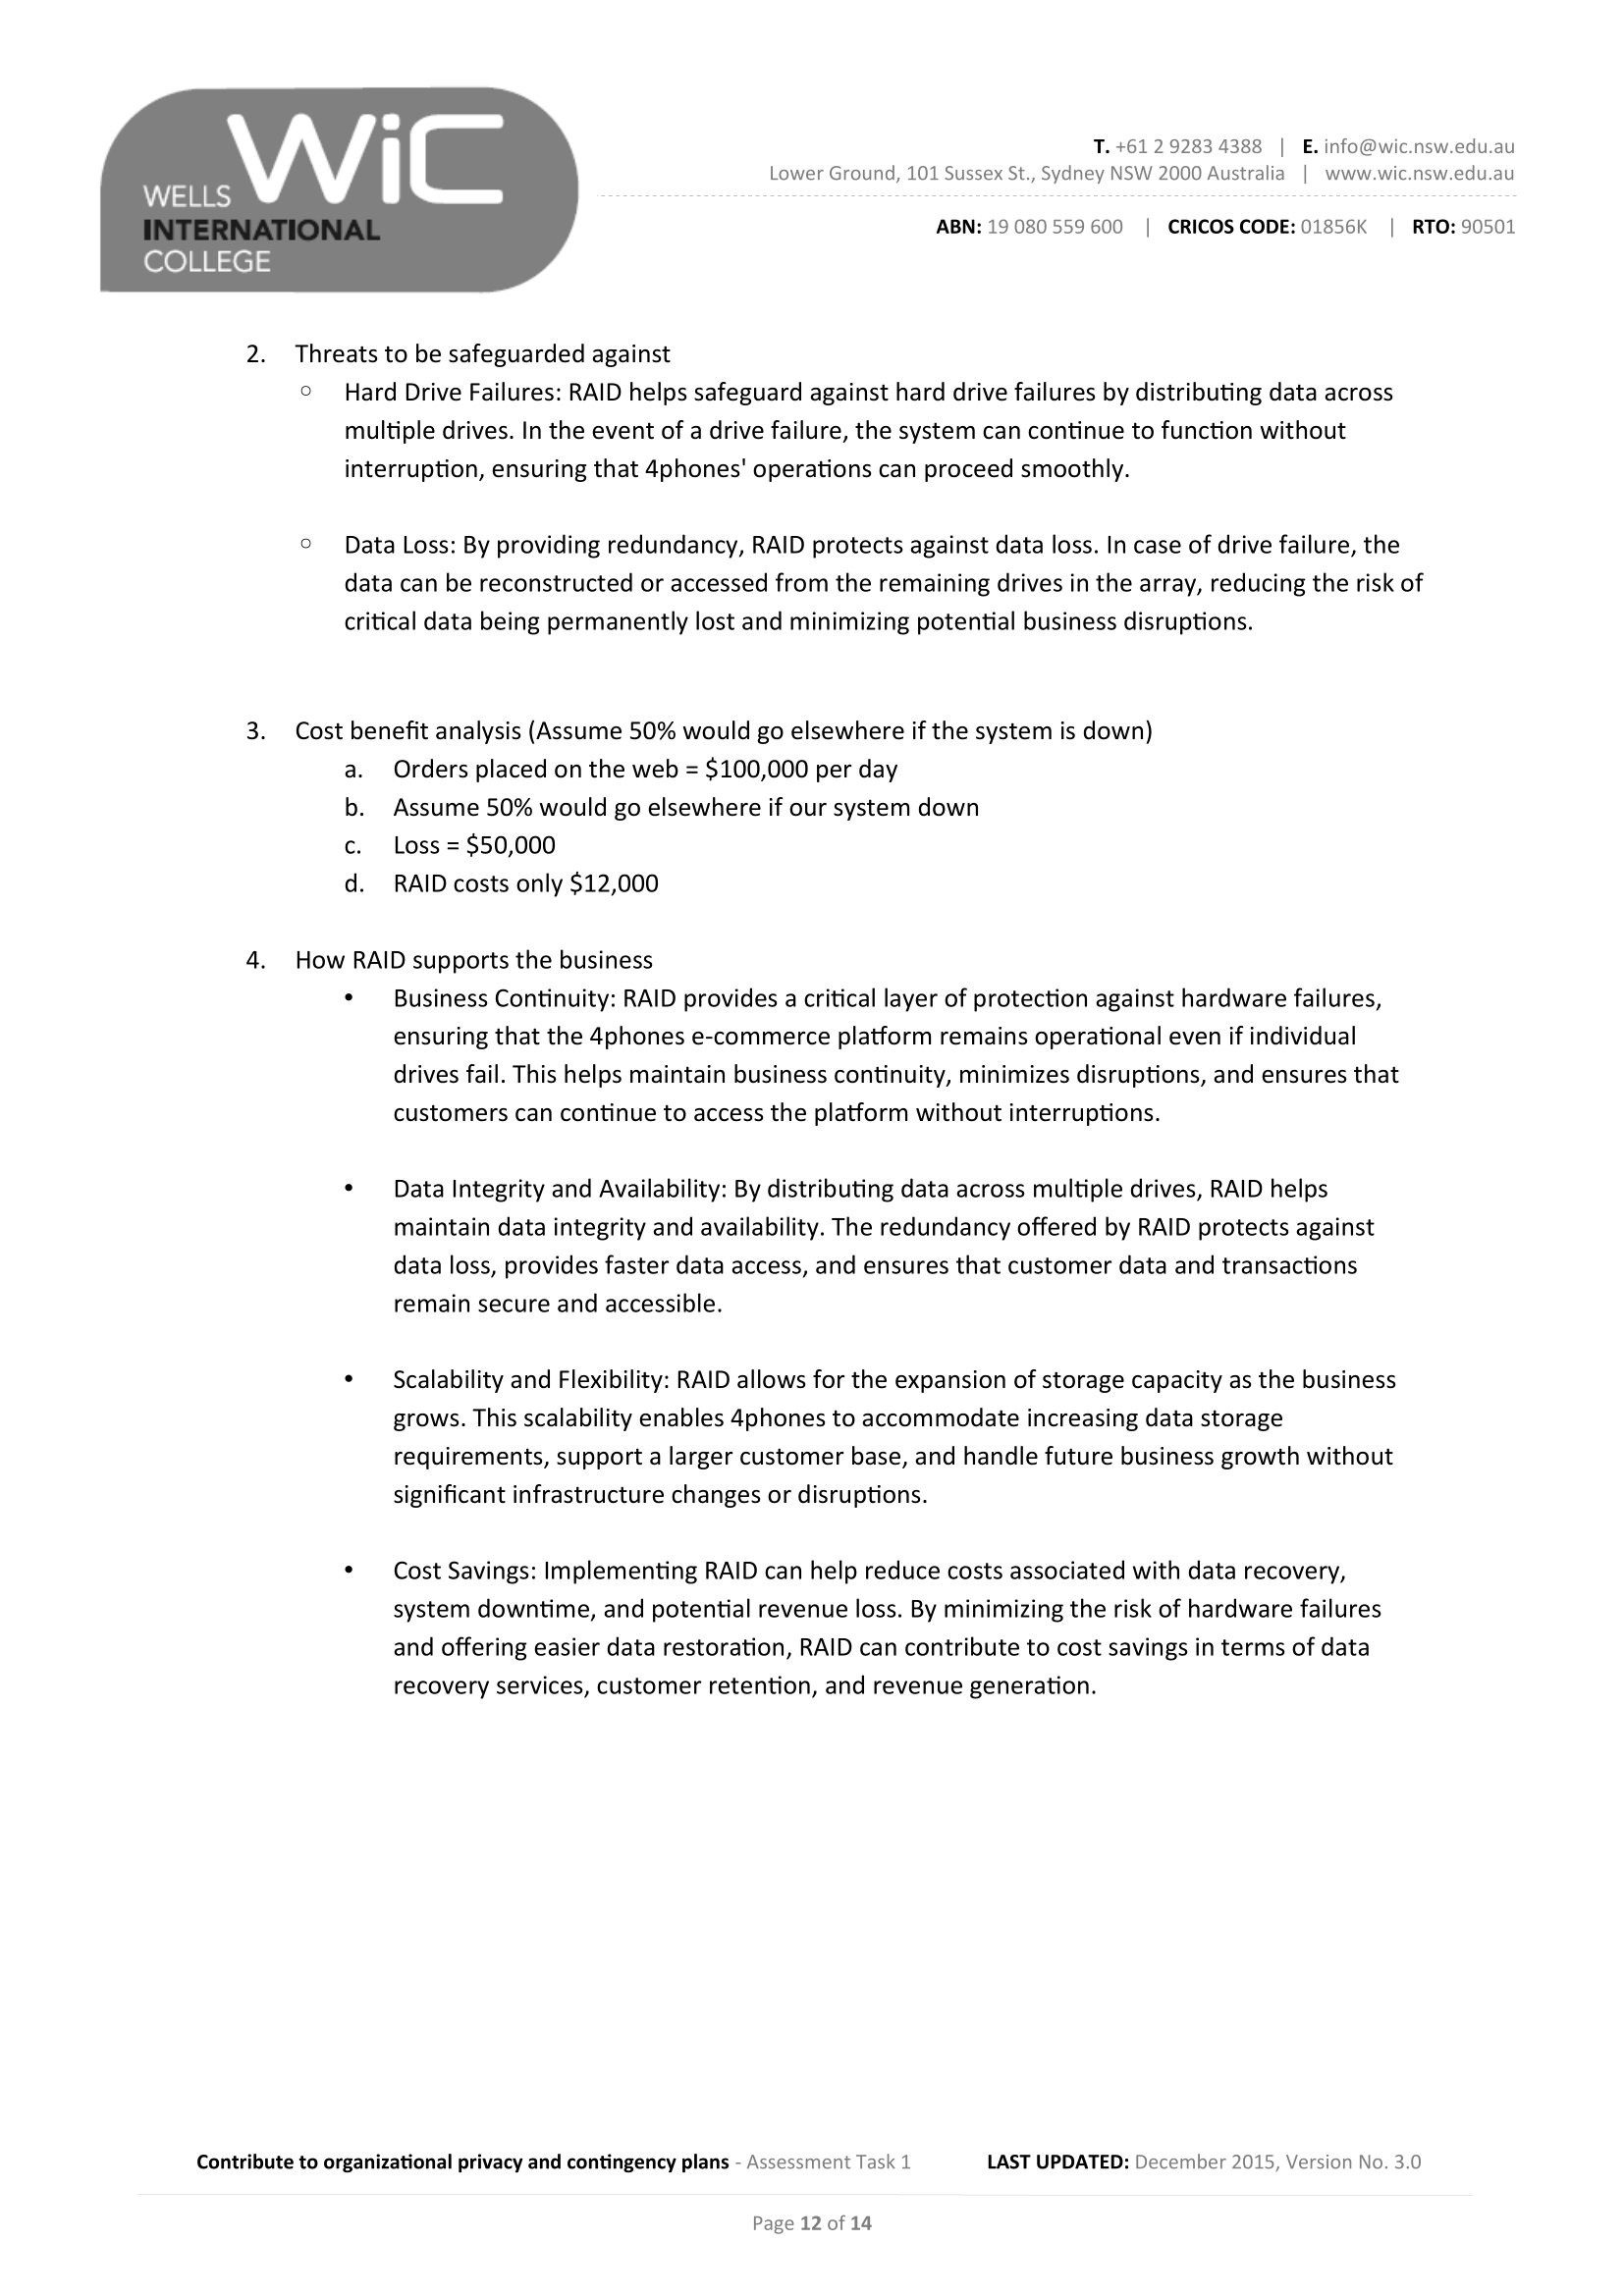 WiC
WELLS
INTERNATIONAL
COLLEGE
T. +61 2 9283 4388 | E. info@wic.nsw.edu.au
Lower Ground, 101 Sussex St., Sydney NSW 2000 Australia | www.wic.nsw.edu.au
ABN: 19 080 559 600 | CRICOS CODE: 01856K | RTO: 90501
2. Threats to be safeguarded against
○ Hard Drive Failures: RAID helps safeguard against hard drive failures by distributing data across
multiple drives. In the event of a drive failure, the system can continue to function without
interruption, ensuring that 4phones' operations can proceed smoothly.
○ Data Loss: By providing redundancy, RAID protects against data loss. In case of drive failure, the
data can be reconstructed or accessed from the remaining drives in the array, reducing the risk of
critical data being permanently lost and minimizing potential business disruptions.
3. Cost benefit analysis (Assume 50% would go elsewhere if the system is down)
a. Orders placed on the web = $100,000 per day
b. Assume 50% would go elsewhere if our system down
c. Loss = $50,000
d. RAID costs only $12,000
4. How RAID supports the business
• Business Continuity: RAID provides a critical layer of protection against hardware failures,
ensuring that the 4phones e-commerce platform remains operational even if individual
drives fail. This helps maintain business continuity, minimizes disruptions, and ensures that
customers can continue to access the platform without interruptions.
• Data Integrity and Availability: By distributing data across multiple drives, RAID helps
maintain data integrity and availability. The redundancy offered by RAID protects against
data loss, provides faster data access, and ensures that customer data and transactions
remain secure and accessible.
• Scalability and Flexibility: RAID allows for the expansion of storage capacity as the business
grows. This scalability enables 4phones to accommodate increasing data storage
requirements, support a larger customer base, and handle future business growth without
significant infrastructure changes or disruptions.
• Cost Savings: Implementing RAID can help reduce costs associated with data recovery,
system downtime, and potential revenue loss. By minimizing the risk of hardware failures
and offering easier data restoration, RAID can contribute to cost savings in terms of data
recovery services, customer retention, and revenue generation.
Contribute to organizational privacy and contingency plans - Assessment Task 1 LAST UPDATED: December 2015, Version No. 3.0
Page 12 of 14